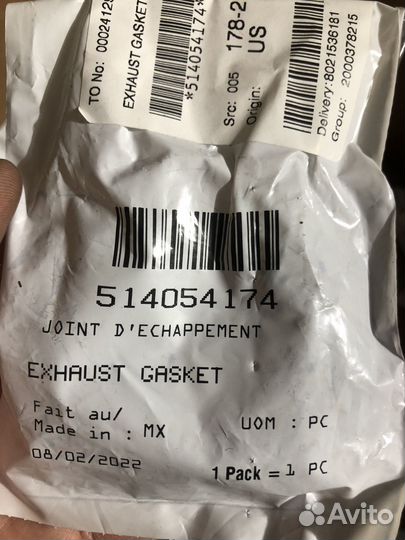 TO No: 00024129
EXHAUST GASKET
*514054174*
Src: 005
178-2
Origin:
US
Delivery: 8021536181
Group: 2000378215
514054174
JOINT D'ECHAPPEMENT
EXHAUST GASKET
Fait au/
Made in : MX
UOM : PC
08/02/2022
1 Pack = 1 PC
Avito